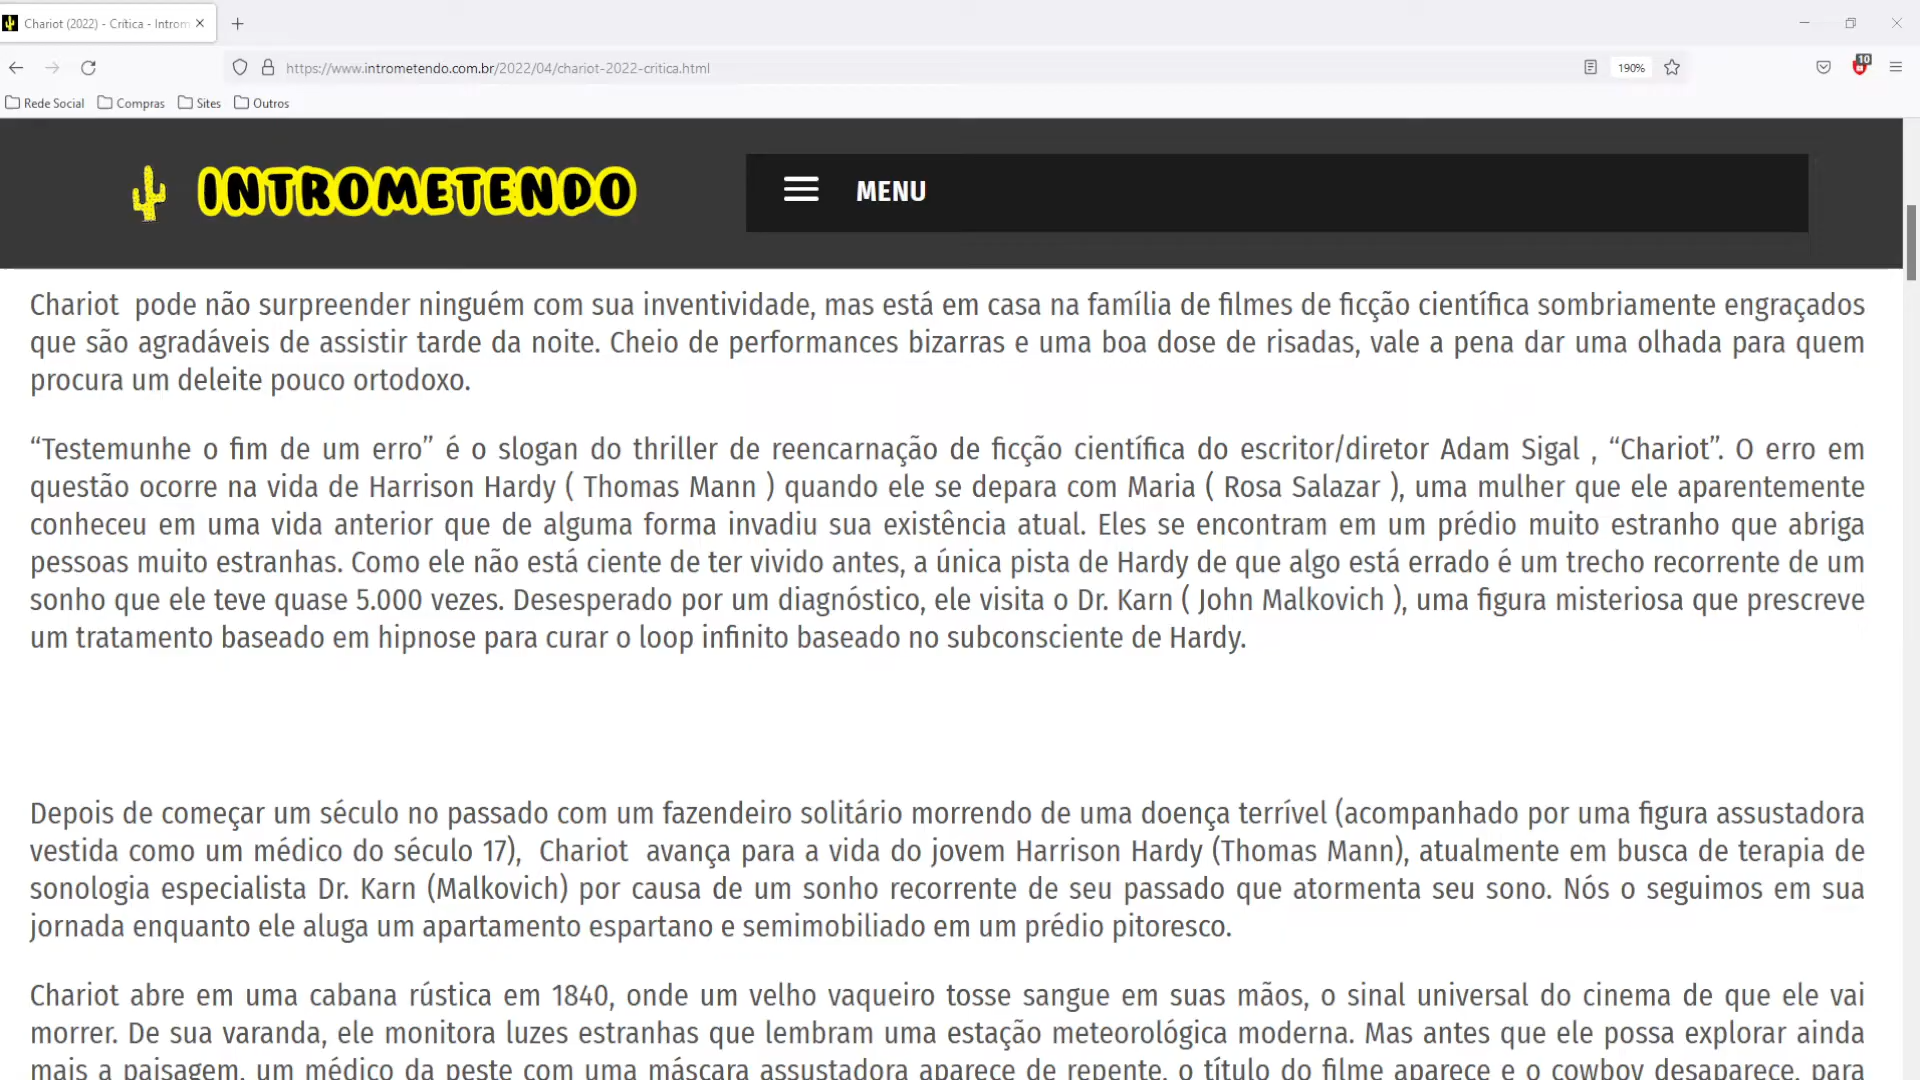 Chariot (2022) - Crítica - Introm
https://www.intrometendo.com.br/2022/04/chariot-2022-critica.html
190%
10
Rede Social
Compras
Sites
Outros
INTROMETENDO
MENU
Chariot pode não surpreender ninguém com sua inventividade, mas está em casa na família de filmes de ficção científica sombriamente engraçados
que são agradáveis de assistir tarde da noite. Cheio de performances bizarras e uma boa dose de risadas, vale a pena dar uma olhada para quem
procura um deleite pouco ortodoxo.
“Testemunhe o fim de um erro” é o slogan do thriller de reencarnação de ficção científica do escritor/diretor Adam Sigal , “Chariot”. O erro em
questão ocorre na vida de Harrison Hardy ( Thomas Mann ) quando ele se depara com Maria ( Rosa Salazar ), uma mulher que ele aparentemente
conheceu em uma vida anterior que de alguma forma invadiu sua existência atual. Eles se encontram em um prédio muito estranho que abriga
pessoas muito estranhas. Como ele não está ciente de ter vivido antes, a única pista de Hardy de que algo está errado é um trecho recorrente de um
sonho que ele teve quase 5.000 vezes. Desesperado por um diagnóstico, ele visita o Dr. Karn ( John Malkovich ), uma figura misteriosa que prescreve
um tratamento baseado em hipnose para curar o loop infinito baseado no subconsciente de Hardy.
Depois de começar um século no passado com um fazendeiro solitário morrendo de uma doença terrível (acompanhado por uma figura assustadora
vestida como um médico do século 17), Chariot avança para a vida do jovem Harrison Hardy (Thomas Mann), atualmente em busca de terapia de
sonologia especialista Dr. Karn (Malkovich) por causa de um sonho recorrente de seu passado que atormenta seu sono. Nós o seguimos em sua
jornada enquanto ele aluga um apartamento espartano e semimobiliado em um prédio pitoresco.
Chariot abre em uma cabana rústica em 1840, onde um velho vaqueiro tosse sangue em suas mãos, o sinal universal do cinema de que ele vai
morrer. De sua varanda, ele monitora luzes estranhas que lembram uma estação meteorológica moderna. Mas antes que ele possa explorar ainda
mais a paisagem, um médico da peste com uma máscara assustadora aparece de repente, o título do filme aparece e o cowboy desaparece, para